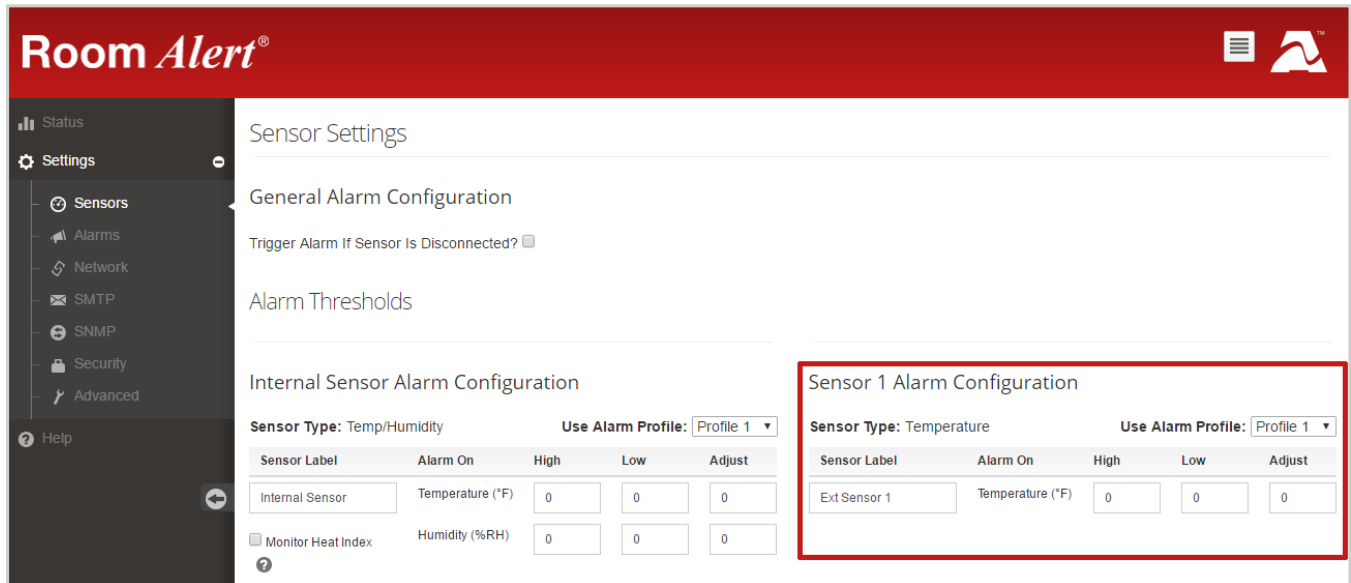 Room Alert®
TM
Status
Settings
Sensors
Alarms
Network
SMTP
SNMP
Security
Advanced
Help
Sensor Settings
General Alarm Configuration
Trigger Alarm If Sensor Is Disconnected?
Alarm Thresholds
Internal Sensor Alarm Configuration
Sensor Type: Temp/Humidity Use Alarm Profile: Profile 1
Sensor Label Alarm On High Low Adjust
Internal Sensor Temperature (°F) 0 0 0
Monitor Heat Index Humidity (%RH) 0 0 0
?
Sensor 1 Alarm Configuration
Sensor Type: Temperature Use Alarm Profile: Profile 1
Sensor Label Alarm On High Low Adjust
Ext Sensor 1 Temperature (°F) 0 0 0